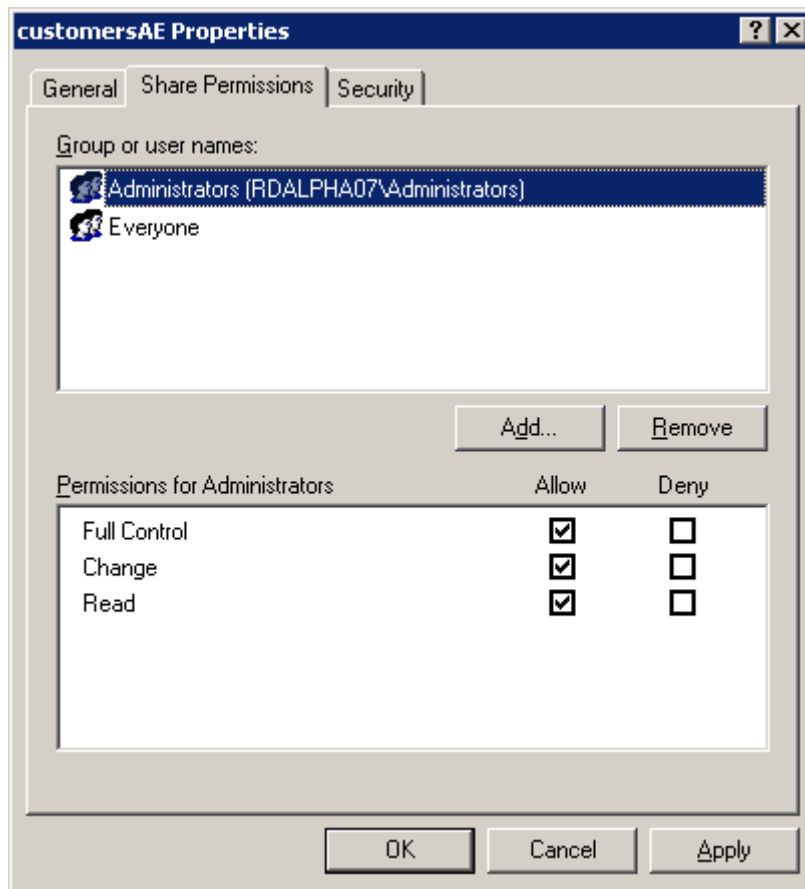 customersAE Properties
General Share Permissions Security
Group or user names:
Administrators (RDALPHA07\Administrators)
Everyone
Add... Remove
Permissions for Administrators Allow Deny
Full Control
Change
Read
OK Cancel Apply